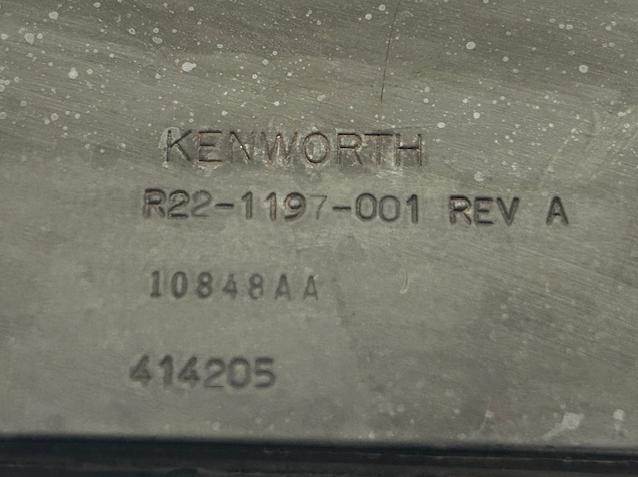 KENWORTH
R22-1197-001 REV A
10848AA
414205